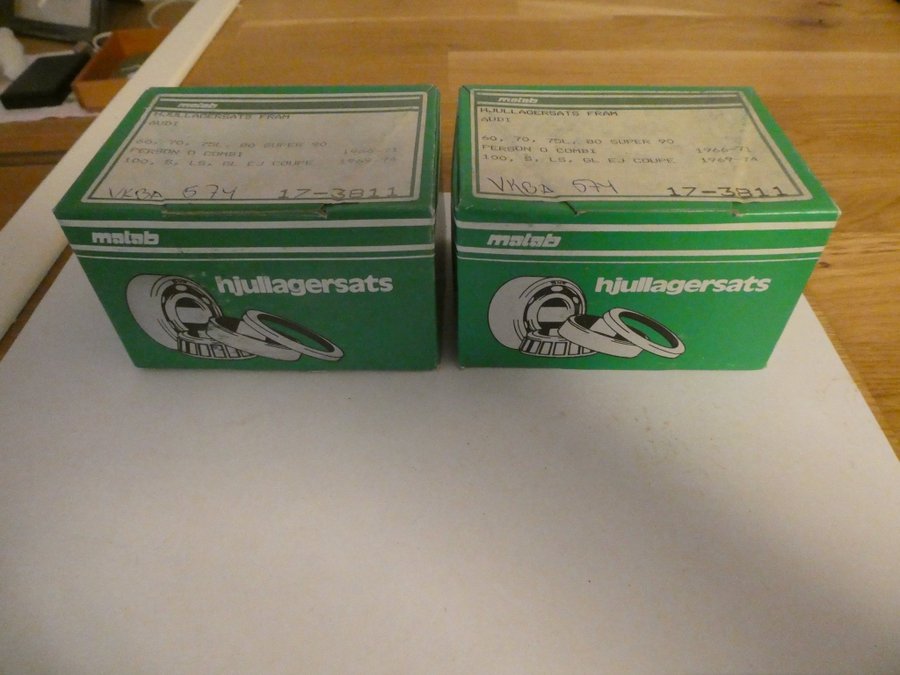 matab
HJULLAGERSATS FRAM
AUDI
60, 70, 75L, 80 SUPER 90
PERSON O COMBI 1966-71
100, S, LS, GL EJ COUPE 1969-74
VKBA 574 17-3811
matab
hjullagersats
matab
HJULLAGERSATS FRAM
AUDI
60, 70, 75L, 80 SUPER 90
PERSON O COMBI 1966-71
100, S, LS, GL EJ COUPE 1969-74
VKBA 574 17-3811
matab
hjullagersats